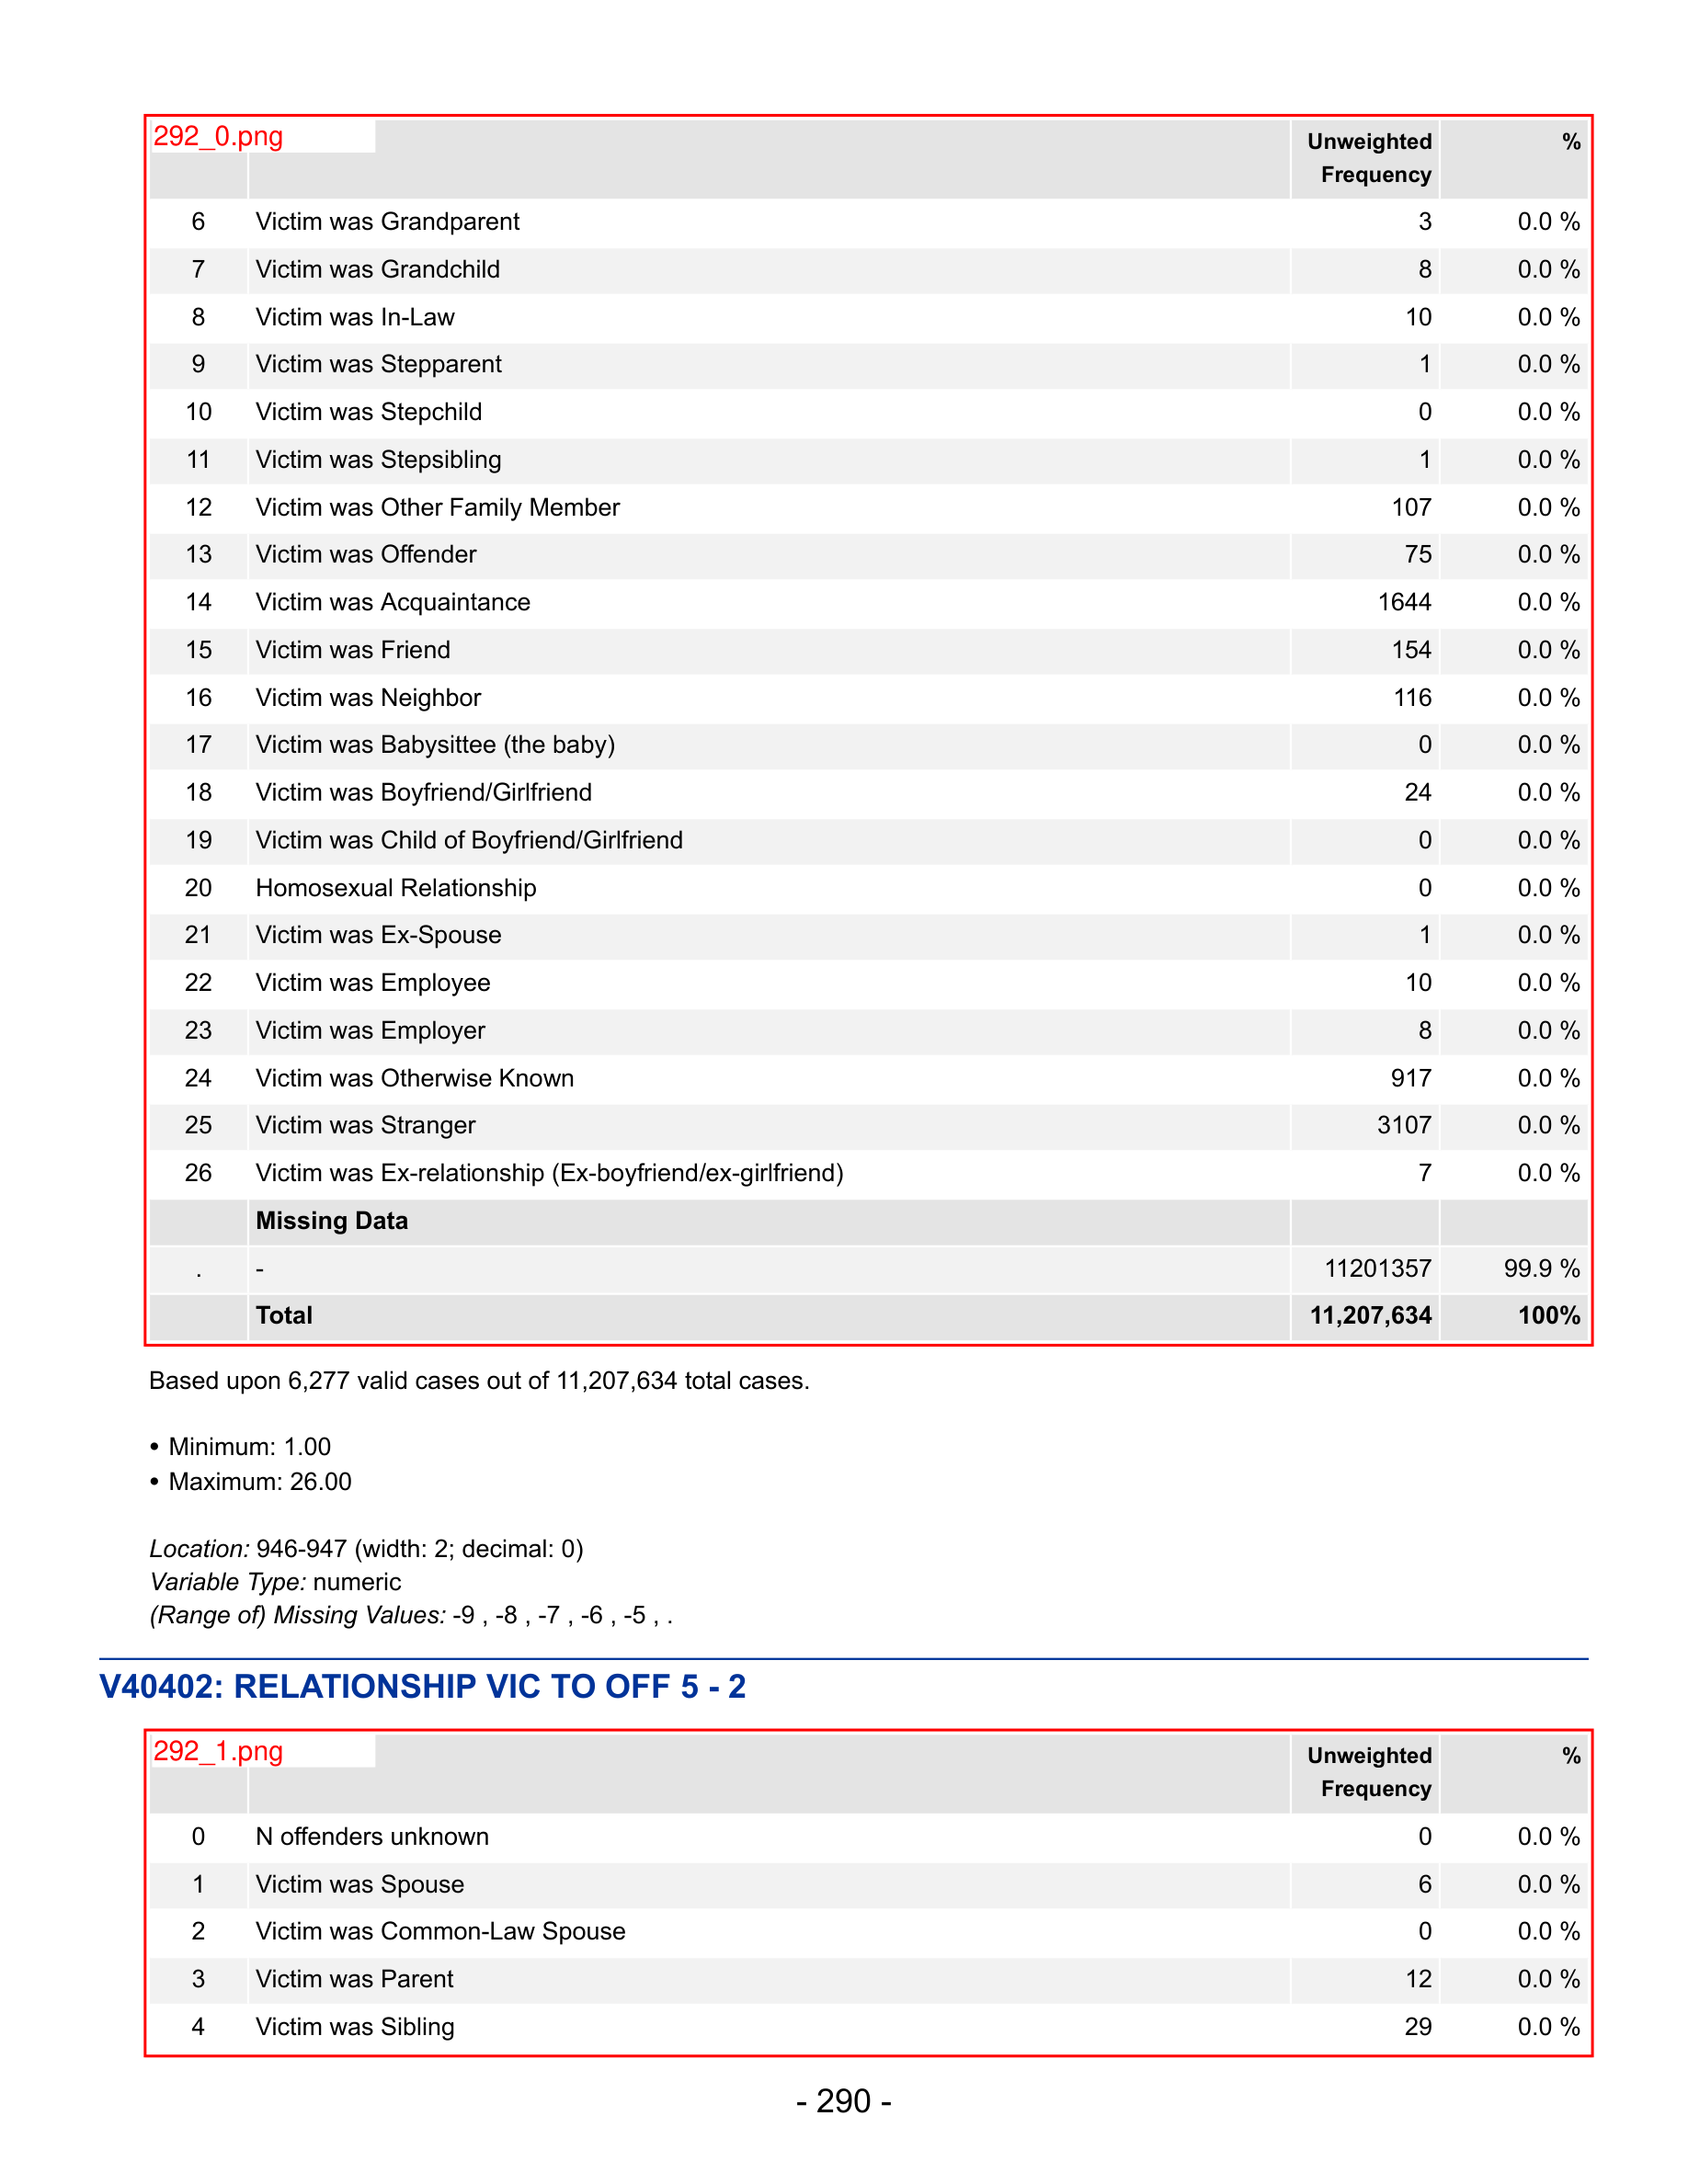 292_0.png
Unweighted Frequency %
6 Victim was Grandparent 3 0.0 %
7 Victim was Grandchild 8 0.0 %
8 Victim was In-Law 10 0.0 %
9 Victim was Stepparent 1 0.0 %
10 Victim was Stepchild 0 0.0 %
11 Victim was Stepsibling 1 0.0 %
12 Victim was Other Family Member 107 0.0 %
13 Victim was Offender 75 0.0 %
14 Victim was Acquaintance 1644 0.0 %
15 Victim was Friend 154 0.0 %
16 Victim was Neighbor 116 0.0 %
17 Victim was Babysittee (the baby) 0 0.0 %
18 Victim was Boyfriend/Girlfriend 24 0.0 %
19 Victim was Child of Boyfriend/Girlfriend 0 0.0 %
20 Homosexual Relationship 0 0.0 %
21 Victim was Ex-Spouse 1 0.0 %
22 Victim was Employee 10 0.0 %
23 Victim was Employer 8 0.0 %
24 Victim was Otherwise Known 917 0.0 %
25 Victim was Stranger 3107 0.0 %
26 Victim was Ex-relationship (Ex-boyfriend/ex-girlfriend) 7 0.0 %
Missing Data
. - 11201357 99.9 %
Total 11,207,634 100%
Based upon 6,277 valid cases out of 11,207,634 total cases.
• Minimum: 1.00
• Maximum: 26.00
Location: 946-947 (width: 2; decimal: 0)
Variable Type: numeric
(Range of) Missing Values: -9 , -8 , -7 , -6 , -5 , .
V40402: RELATIONSHIP VIC TO OFF 5 - 2
292_1.png
Unweighted Frequency %
0 N offenders unknown 0 0.0 %
1 Victim was Spouse 6 0.0 %
2 Victim was Common-Law Spouse 0 0.0 %
3 Victim was Parent 12 0.0 %
4 Victim was Sibling 29 0.0 %
- 290 -